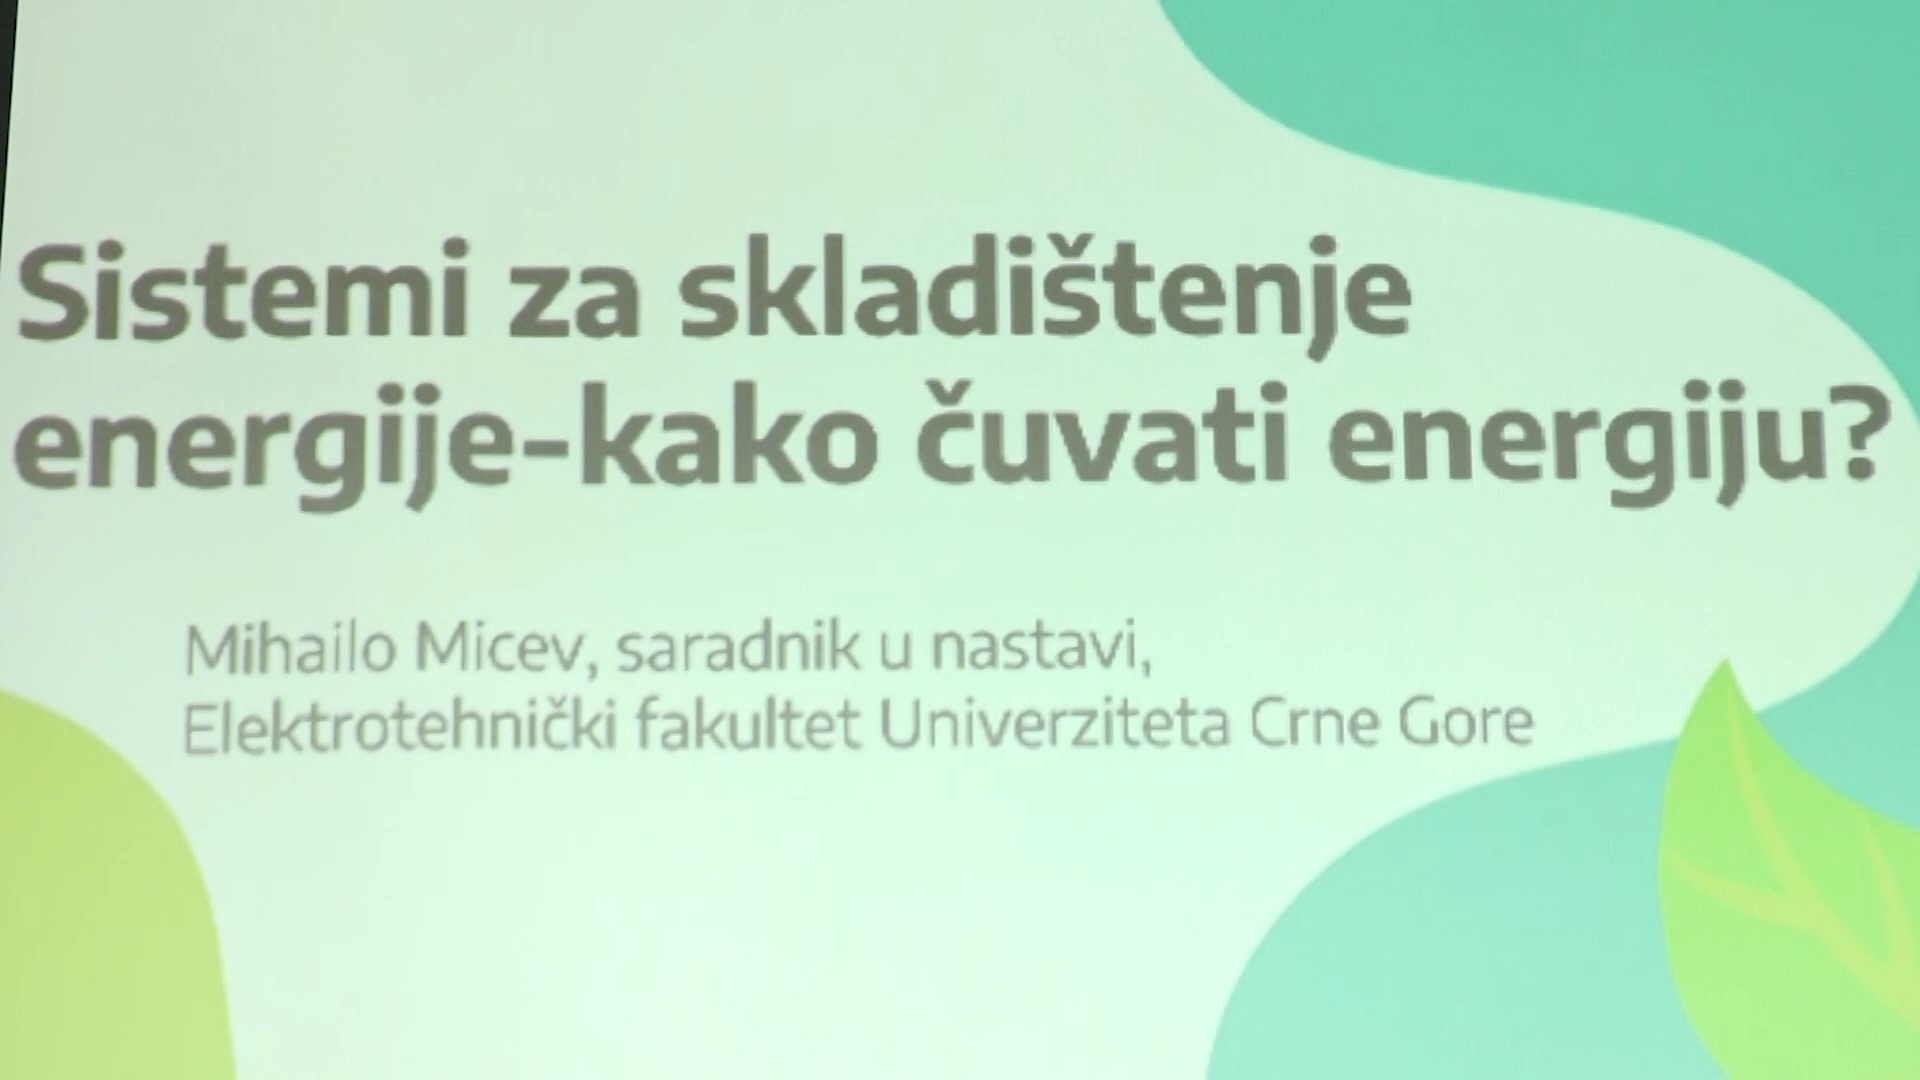 Sistemi za skladištenje
energije-kako čuvati energiju?
Mihailo Micev, saradnik u nastavi,
Elektrotehnički fakultet Univerziteta Crne Gore